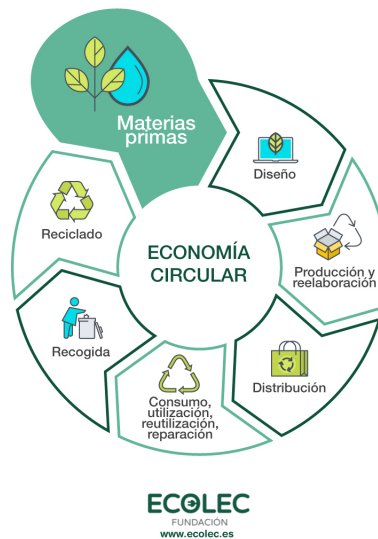 Materias
primas
Diseño
Producción y
reelaboración
Distribución
Consumo,
utilización,
reutilización,
reparación,
Recogida
Reciclado
ECONOMÍA
CIRCULAR
ECOLEC
FUNDACIÓN
www.ecolec.es